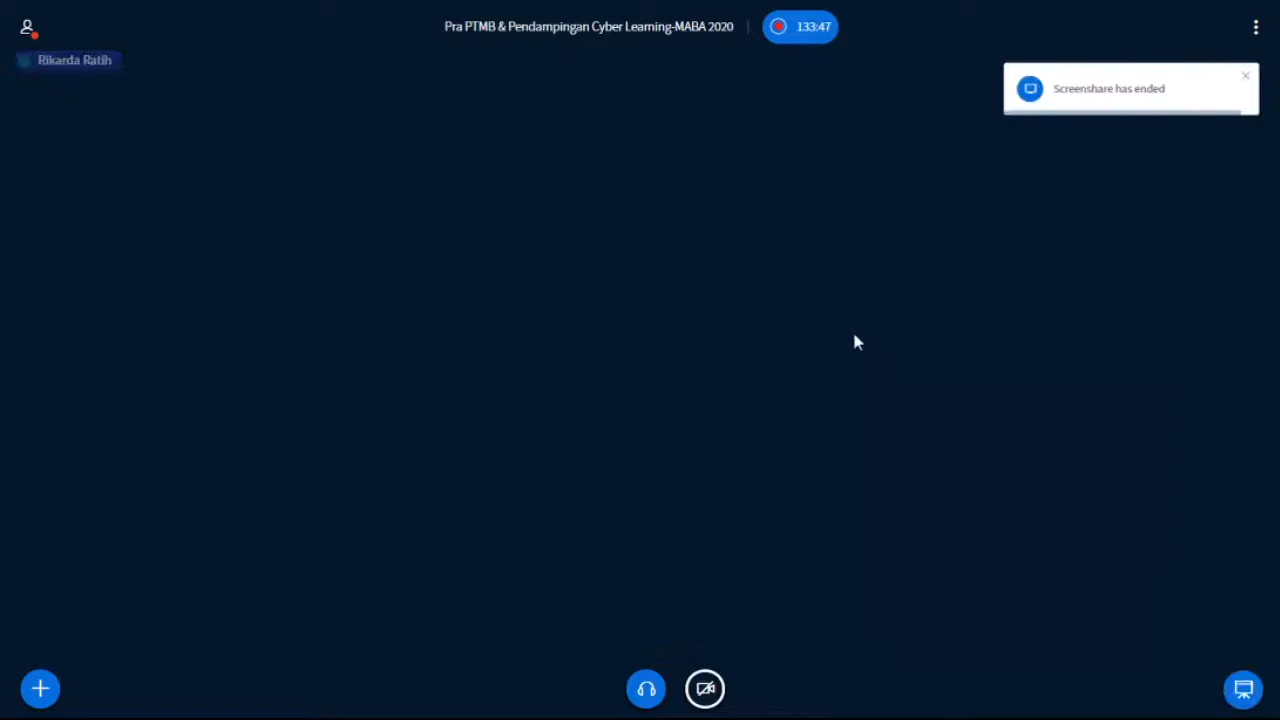 Pra PTMB & Pendampingan Cyber Learning-MABA 2020
133:47
Rikarda Ratih
Screenshare has ended